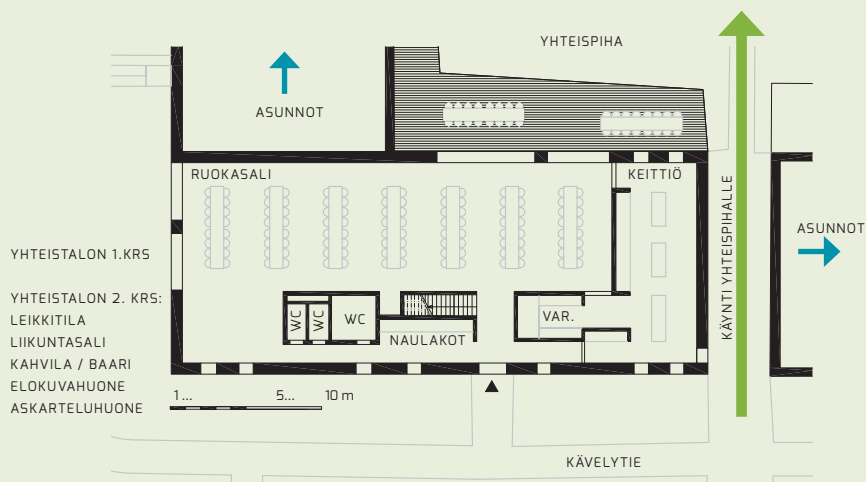 YHTEISPIHA
ASUNNOT
RUOKASALI
KEITTIÖ
KÄYNTI YHTEISPIHALLE
ASUNNOT
YHTEISTALON 1.KRS
YHTEISTALON 2. KRS:
LEIKKITILA
LIIKUNTASALI
KAHVILA / BAARI
ELOKUVAHUONE
ASKARTELUHUONE
WC
WC
WC
NAULAKOT
VAR.
1 ... 5... 10 m
KÄVELYTIE